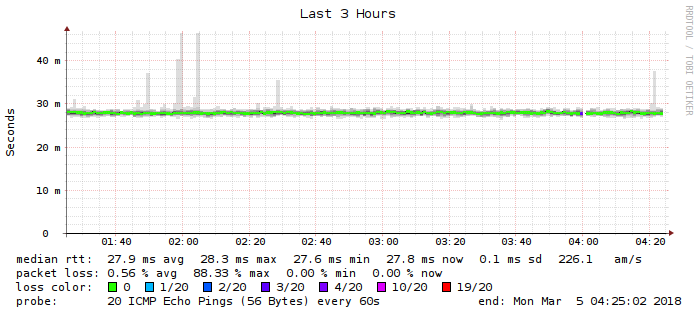 Last 3 Hours
RRDTOOL / TOBI OETIKER
Seconds
40 m
30 m
20 m
10 m
0
01:40 02:00 02:20 02:40 03:00 03:20 03:40 04:00 04:20
median rtt: 27.9 ms avg 28.3 ms max 27.6 ms min 27.8 ms now 0.1 ms sd 226.1 am/s
packet loss: 0.56 % avg 88.33 % max 0.00 % min 0.00 % now
loss color: 0 1/20 2/20 3/20 4/20 10/20 19/20
probe: 20 ICMP Echo Pings (56 Bytes) every 60s end: Mon Mar 5 04:25:02 2018